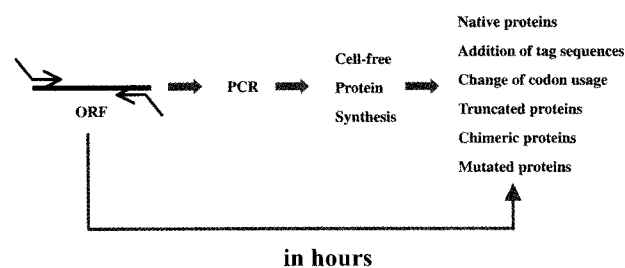 ORF
PCR
Cell-free
Protein
Synthesis
Native proteins
Addition of tag sequences
Change of codon usage
Truncated proteins
Chimeric proteins
Mutated proteins
in hours